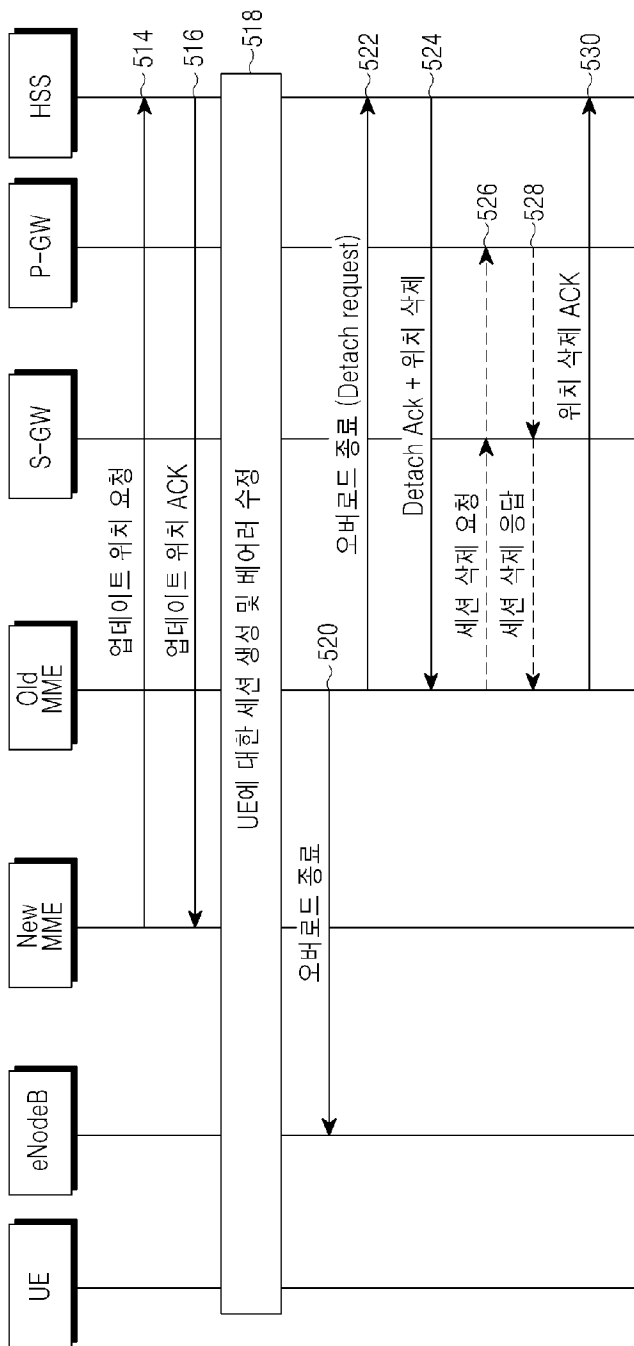 UE
eNodeB
New
MME
Old
MME
S-GW
P-GW
HSS
업데이트 위치 요청
514
업데이트 위치 ACK
516
UE에 대한 세션 생성 및 베어러 수정
518
오버로드 종료
520
오버로드 종료 (Detach request)
522
Detach Ack + 위치 삭제
524
세션 삭제 요청
526
세션 삭제 응답
528
위치 삭제 ACK
530